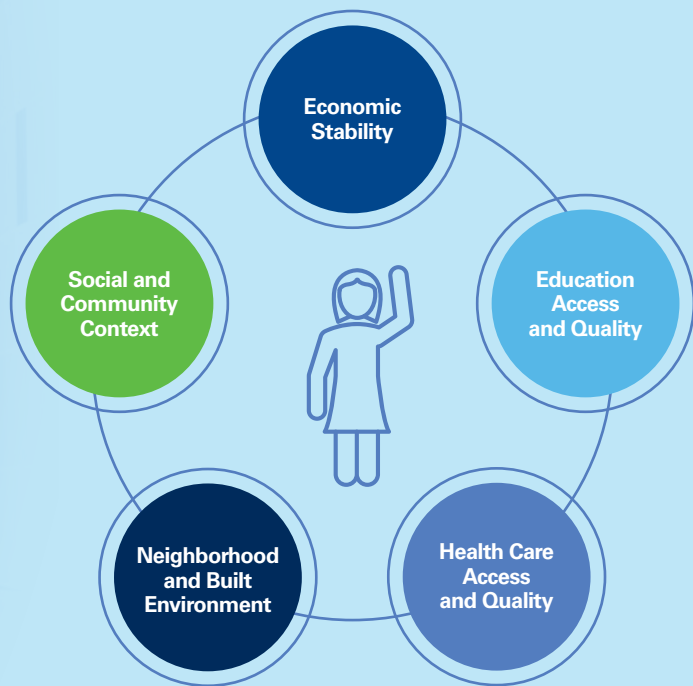 Economic
Stability
Education
Access
and Quality
Health Care
Access
and Quality
Neighborhood
and Built
Environment
Social and
Community
Context